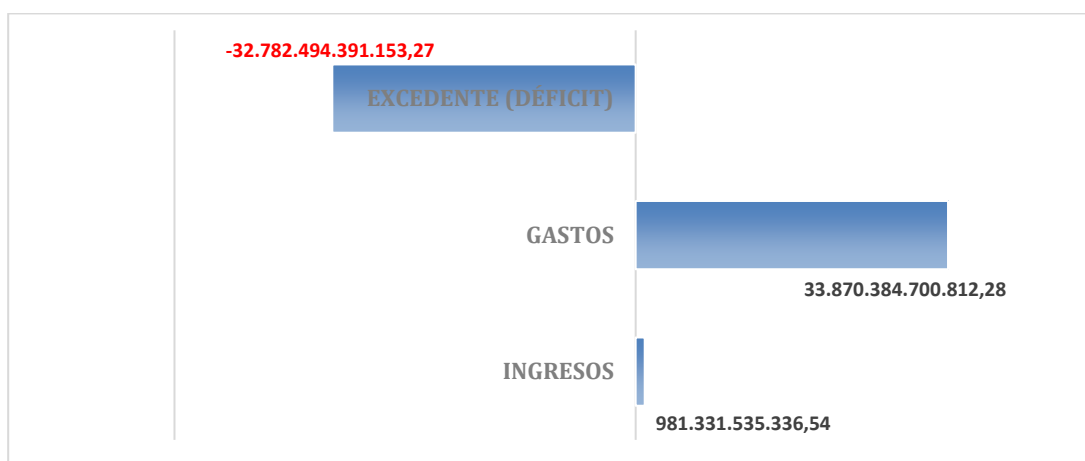 -32.782.494.391.153,27
EXCEDENTE (DÉFICIT)
GASTOS
33.870.384.700.812,28
INGRESOS
981.331.535.336,54